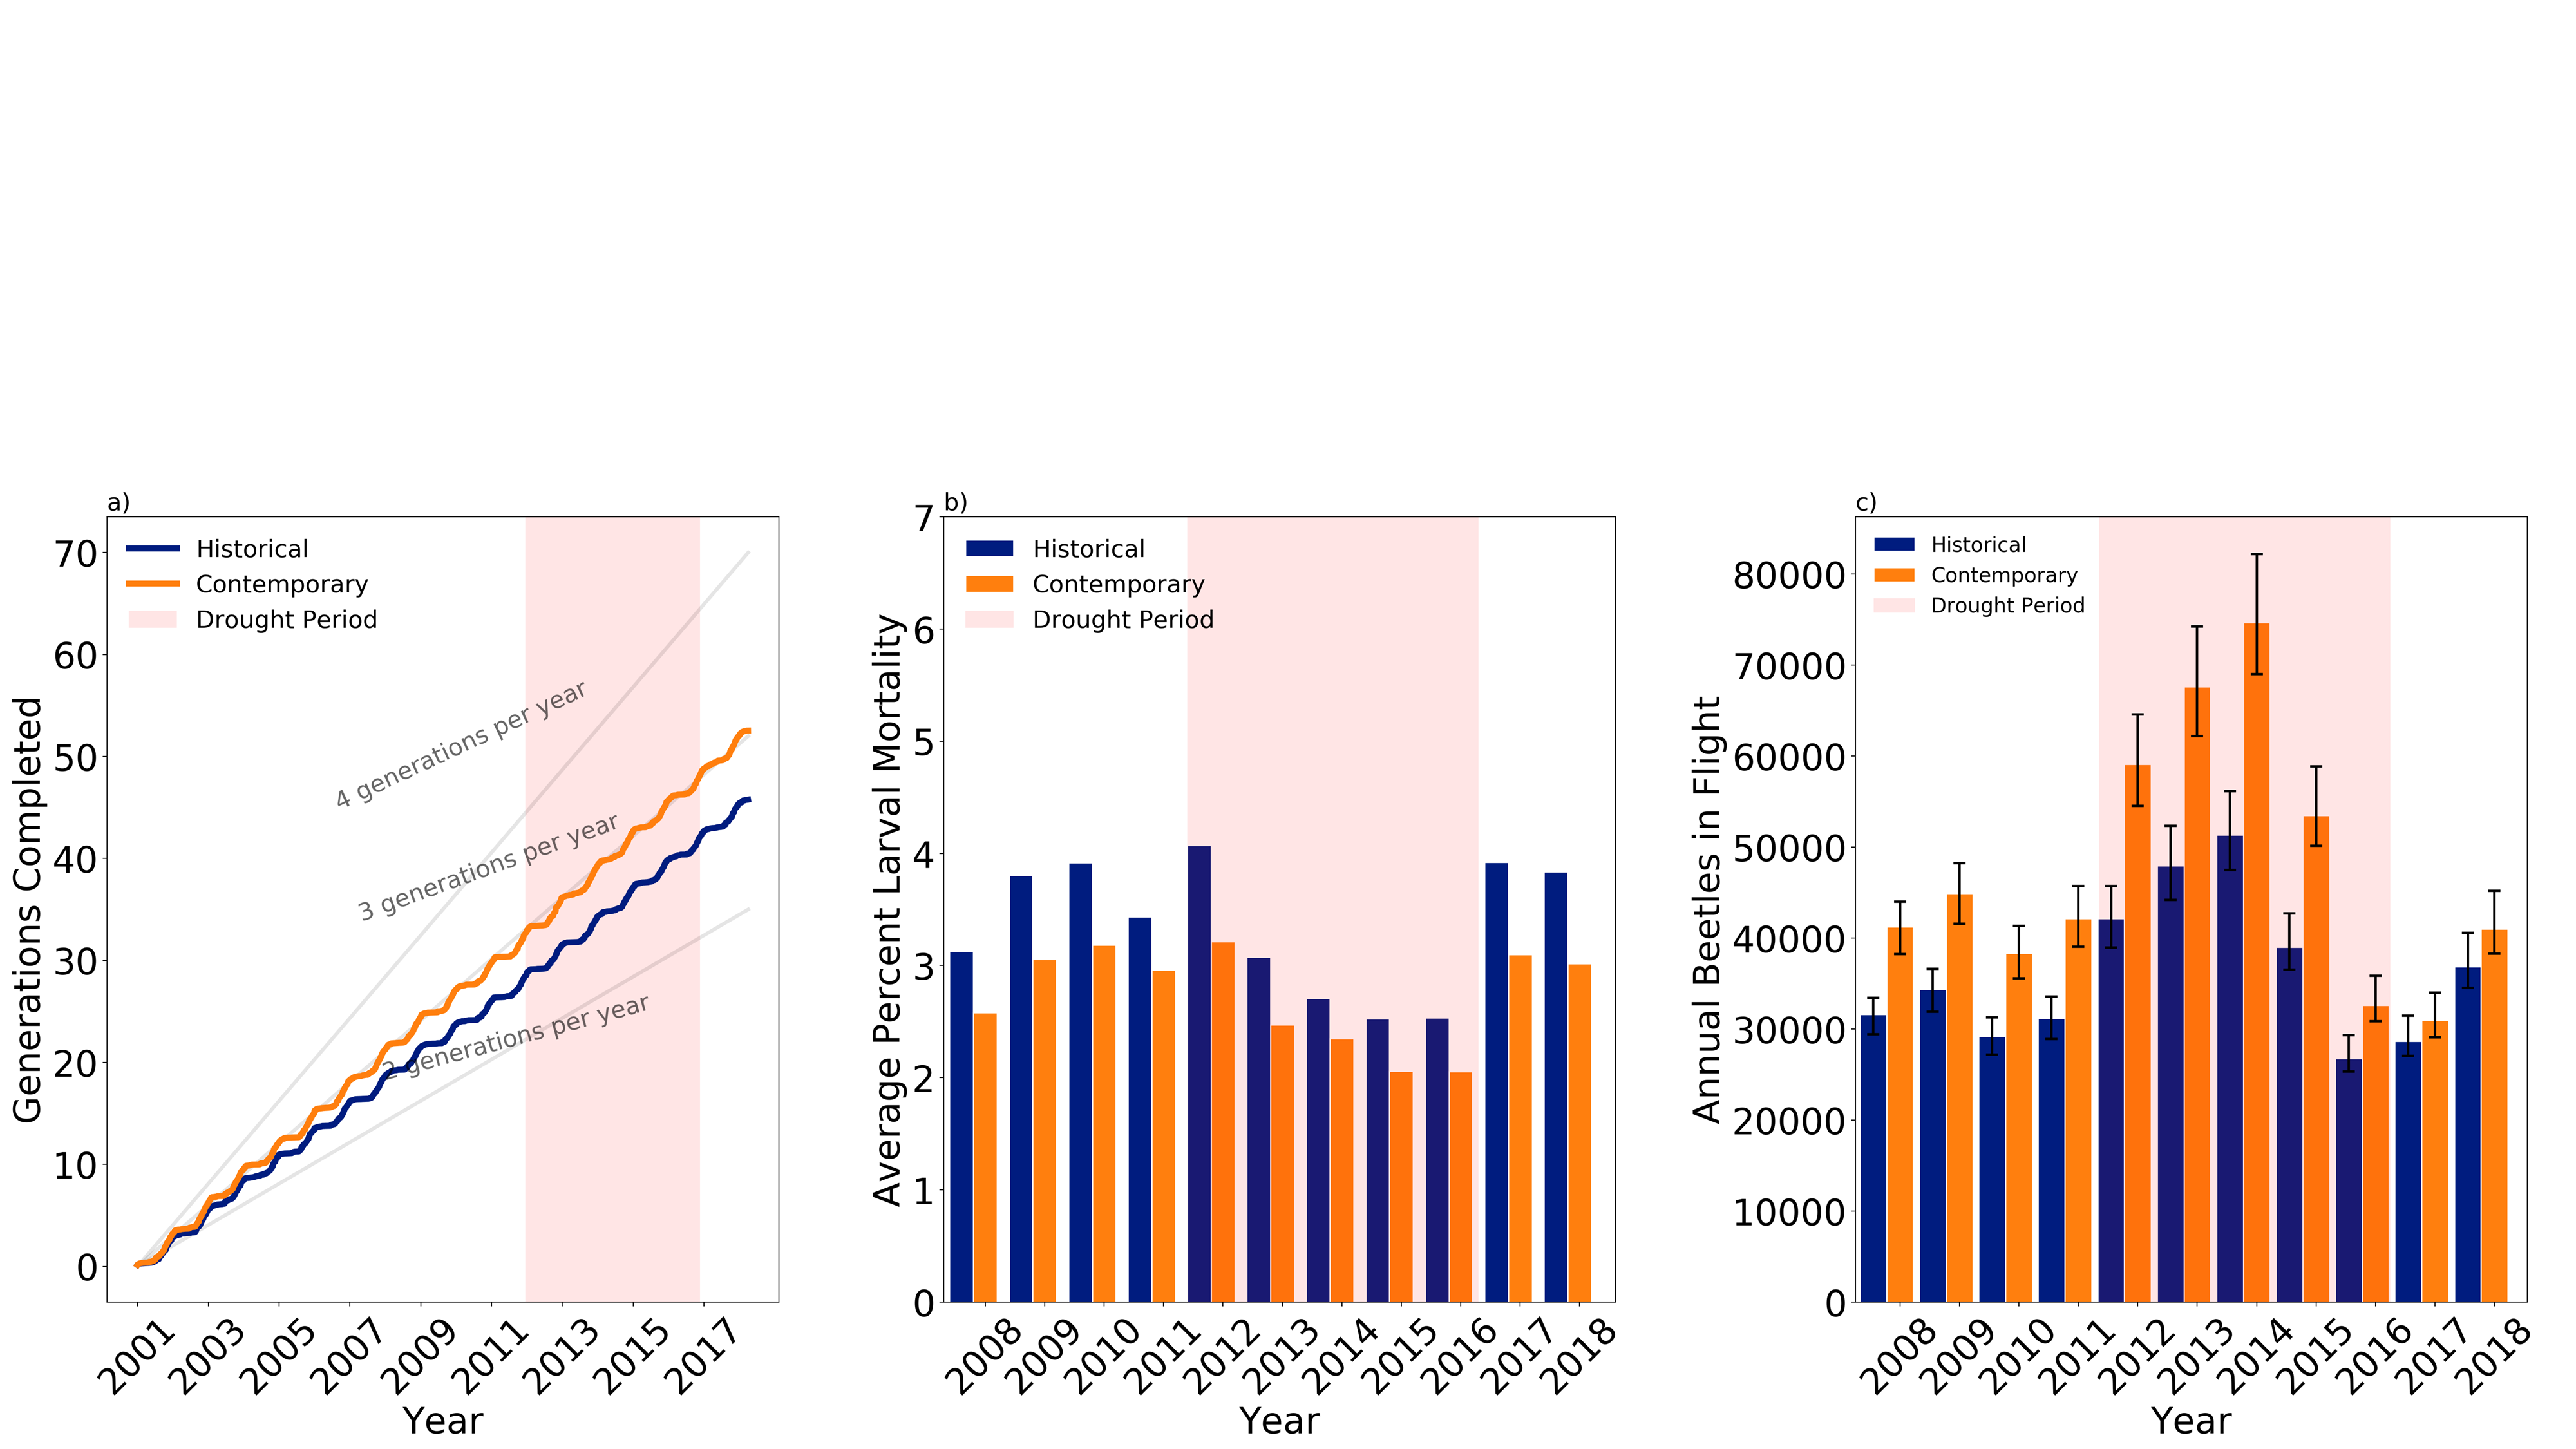 a)
Historical
Contemporary
Drought Period
4 generations per year
3 generations per year
2 generations per year
Generations Completed
70
60
50
40
30
20
10
0
2001
2003
2005
2007
2009
2011
2013
2015
2017
Year
b)
Historical
Contemporary
Drought Period
Average Percent Larval Mortality
7
6
5
4
3
2
1
0
2008
2009
2010
2011
2012
2013
2014
2015
2016
2017
2018
Year
c)
Historical
Contemporary
Drought Period
Annual Beetles in Flight
80000
70000
60000
50000
40000
30000
20000
10000
0
2008
2009
2010
2011
2012
2013
2014
2015
2016
2017
2018
Year